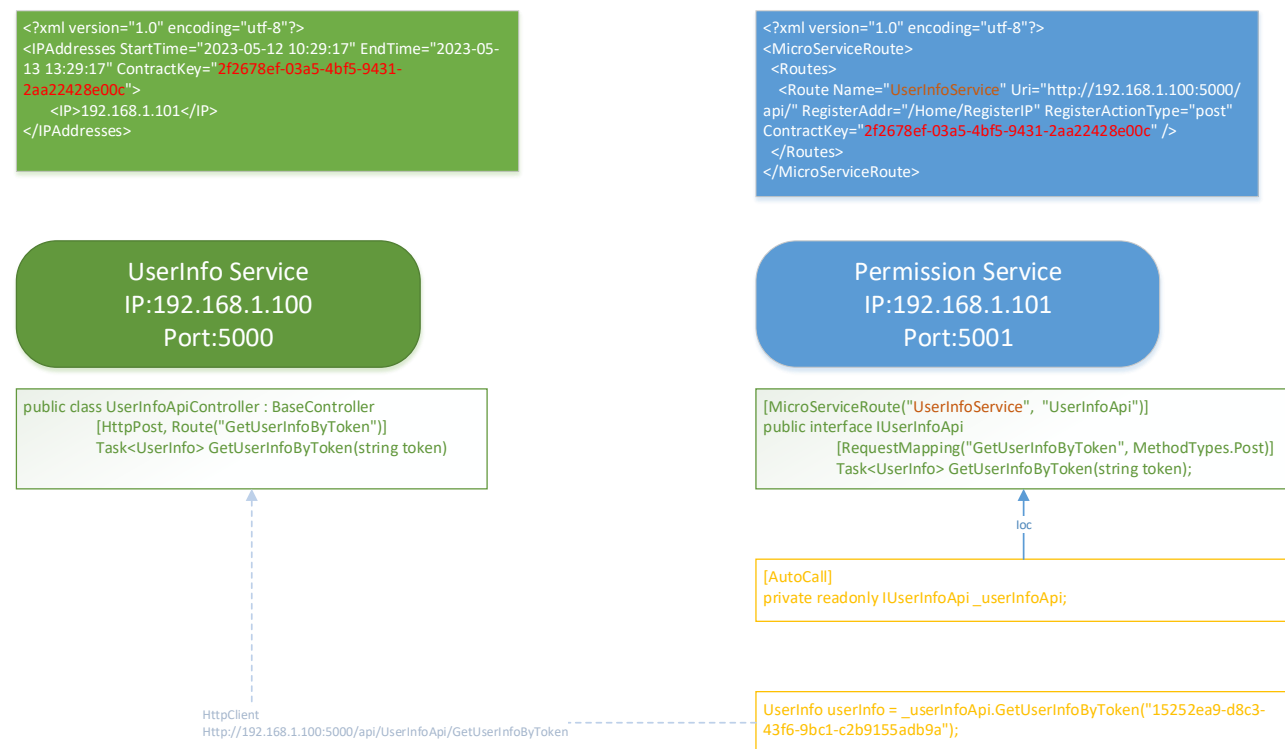 <?xml version="1.0" encoding="utf-8"?>
<IPAddresses StartTime="2023-05-12 10:29:17" EndTime="2023-05-
13 13:29:17" ContractKey="2f2678ef-03a5-4bf5-9431-
2aa22428e00c">
<IP>192.168.1.101</IP>
</IPAddresses>
<?xml version="1.0" encoding="utf-8"?>
<MicroServiceRoute>
<Routes>
<Route Name="UserInfoService" Uri="http://192.168.1.100:5000/
api/" RegisterAddr="/Home/RegisterIP" RegisterActionType="post"
ContractKey="2f2678ef-03a5-4bf5-9431-2aa22428e00c" />
</Routes>
</MicroServiceRoute>
UserInfo Service
IP:192.168.1.100
Port:5000
Permission Service
IP:192.168.1.101
Port:5001
public class UserInfoApiController : BaseController
[HttpPost, Route("GetUserInfoByToken")]
Task<UserInfo> GetUserInfoByToken(string token)
[MicroServiceRoute("UserInfoService", "UserInfoApi")]
public interface IUserInfoApi
[RequestMapping("GetUserInfoByToken", MethodTypes.Post)]
Task<UserInfo> GetUserInfoByToken(string token);
Ioc
[AutoCall]
private readonly IUserInfoApi _userInfoApi;
HttpClient
Http://192.168.1.100:5000/api/UserInfoApi/GetUserInfoByToken
UserInfo userInfo = _userInfoApi.GetUserInfoByToken("15252ea9-d8c3-
43f6-9bc1-c2b9155adb9a");